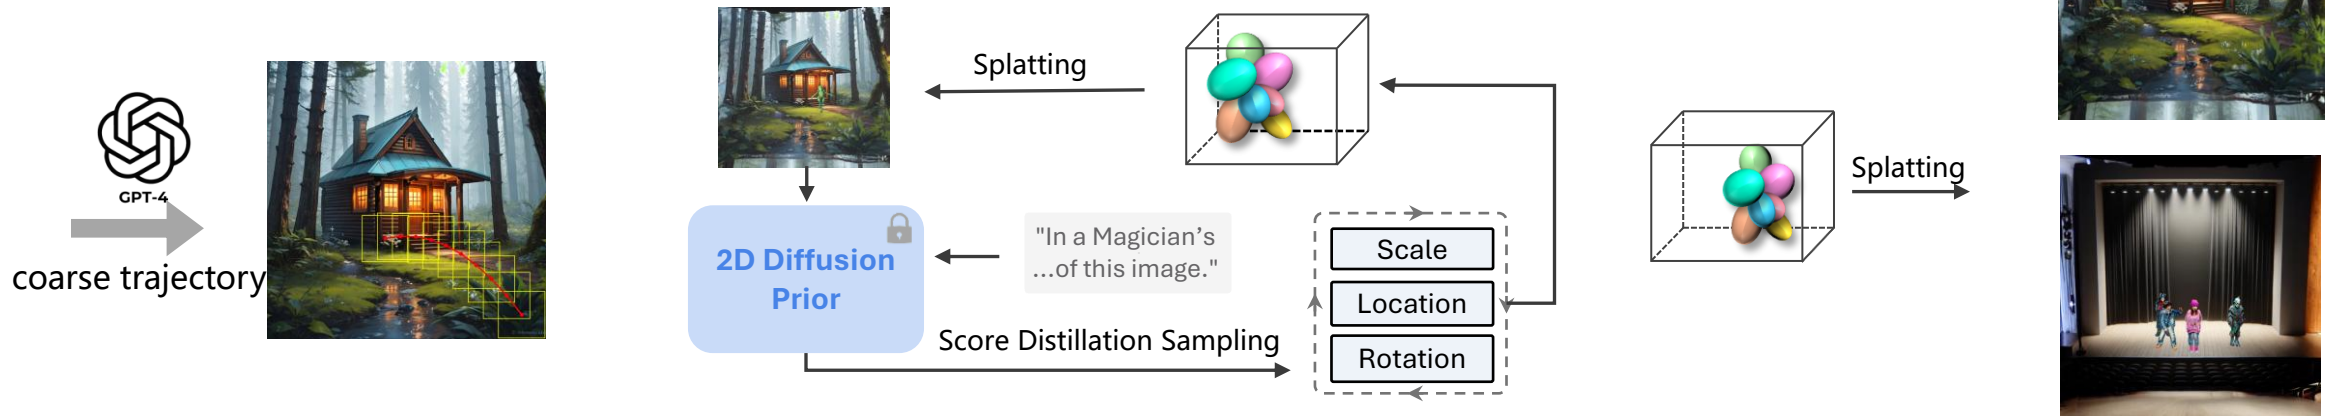 GPT-4
coarse trajectory
Splatting
2D Diffusion
Prior
"In a Magician's
...of this image."
Score Distillation Sampling
Scale
Location
Rotation
Splatting